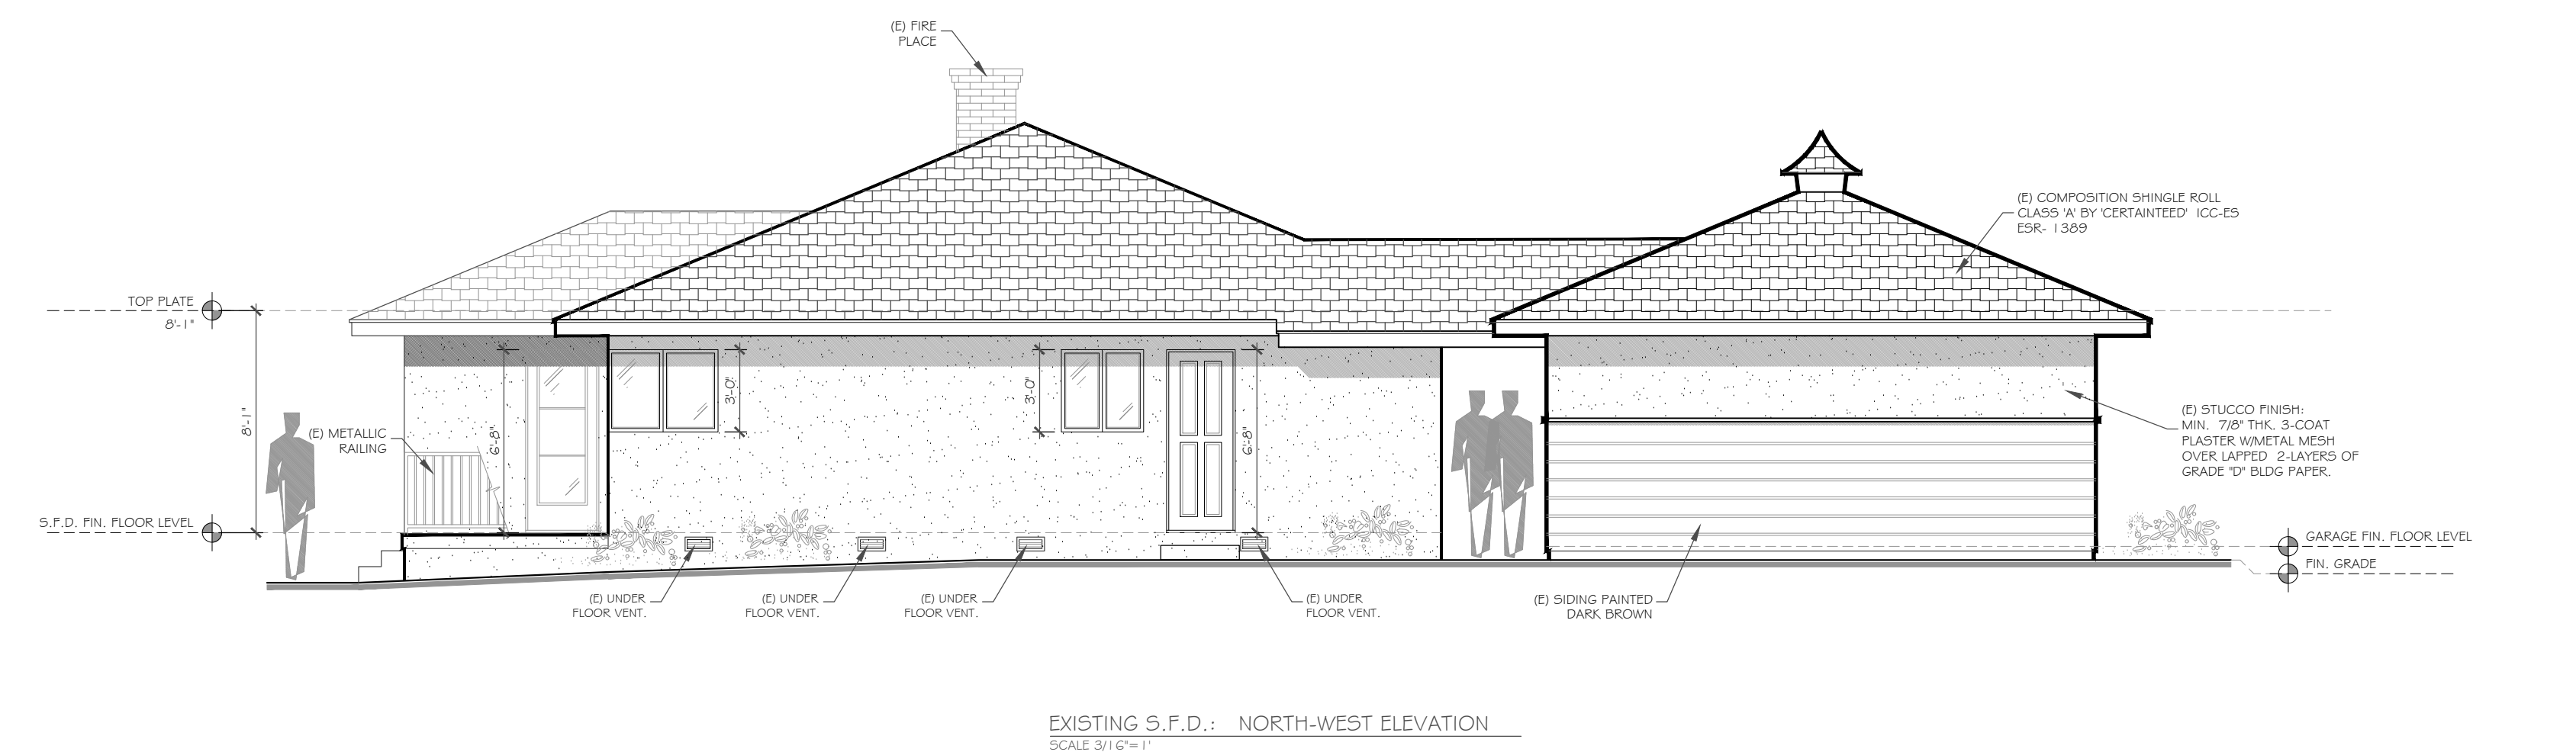 (E) FIRE
PLACE
(E) COMPOSITION SHINGLE ROLL
CLASS 'A' BY 'CERTAINTEED' ICC-ES
ESR- 1389
TOP PLATE
8'-1"
8'-1"
(E) METALLIC
RAILING
6'-8"
3'-0"
3'-0"
6'-8"
(E) STUCCO FINISH:
MIN. 7/8" THK. 3-COAT
PLASTER W/METAL MESH
OVER LAPPED 2-LAYERS OF
GRADE "D" BLDG PAPER.
S.F.D. FIN. FLOOR LEVEL
GARAGE FIN. FLOOR LEVEL
FIN. GRADE
(E) UNDER
FLOOR VENT.
(E) UNDER
FLOOR VENT.
(E) UNDER
FLOOR VENT.
(E) UNDER
FLOOR VENT.
(E) SIDING PAINTED
DARK BROWN
EXISTING S.F.D.: NORTH-WEST ELEVATION
SCALE 3/16"=1'